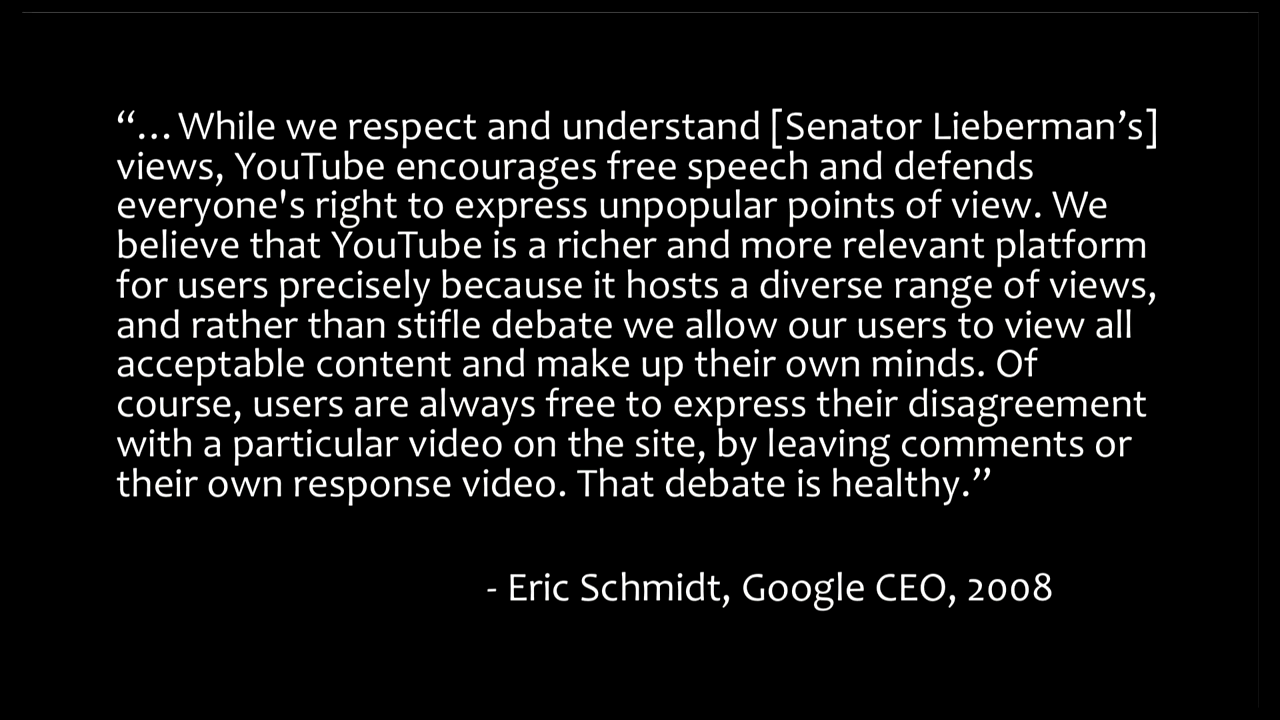 “…While we respect and understand [Senator Lieberman’s]
views, YouTube encourages free speech and defends
everyone's right to express unpopular points of view. We
believe that YouTube is a richer and more relevant platform
for users precisely because it hosts a diverse range of views,
and rather than stifle debate we allow our users to view all
acceptable content and make up their own minds. Of
course, users are always free to express their disagreement
with a particular video on the site, by leaving comments or
their own response video. That debate is healthy.”
- Eric Schmidt, Google CEO, 2008